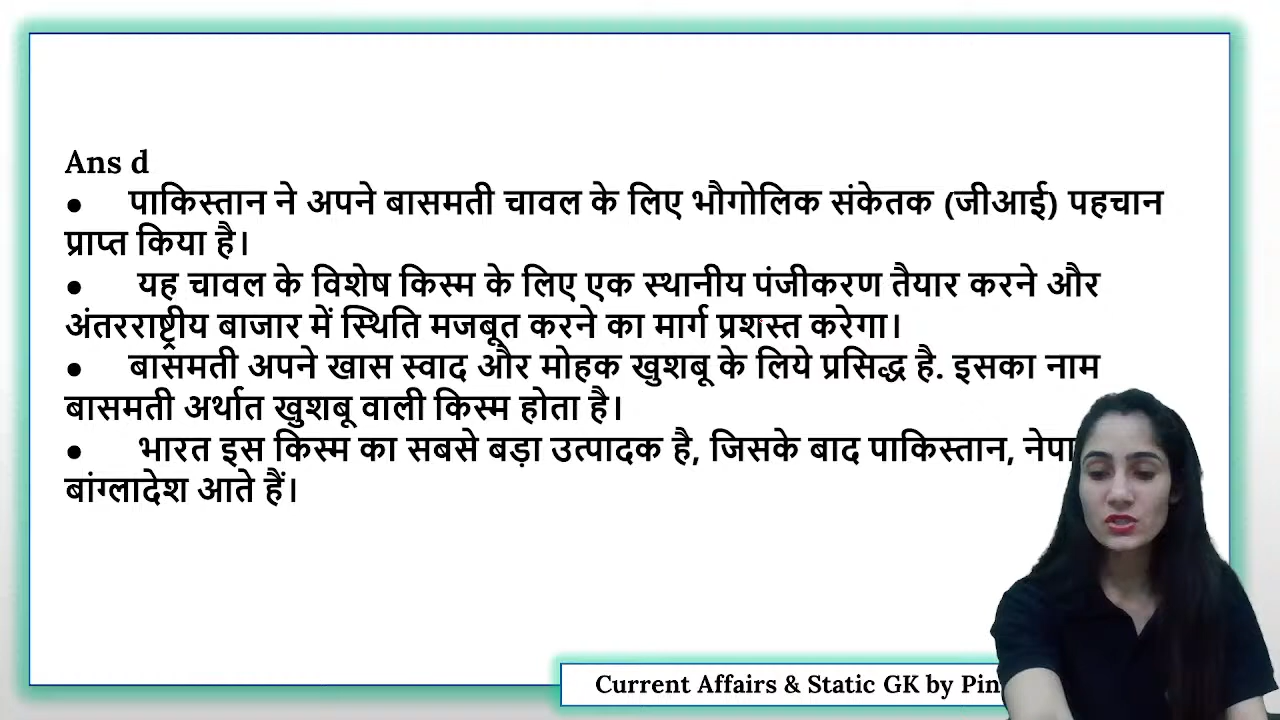 Ans d
● पाकिस्तान ने अपने बासमती चावल के लिए भौगोलिक संकेतक (जीआई) पहचान
प्राप्त किया है।
● यह चावल के विशेष किस्म के लिए एक स्थानीय पंजीकरण तैयार करने और
अंतरराष्ट्रीय बाजार में स्थिति मजबूत करने का मार्ग प्रशस्त करेगा।
● बासमती अपने खास स्वाद और मोहक खुशबू के लिये प्रसिद्ध है. इसका नाम
बासमती अर्थात खुशबू वाली किस्म होता है।
● भारत इस किस्म का सबसे बड़ा उत्पादक है, जिसके बाद पाकिस्तान,
बांग्लादेश आते हैं।
Current Affairs & Static GK by